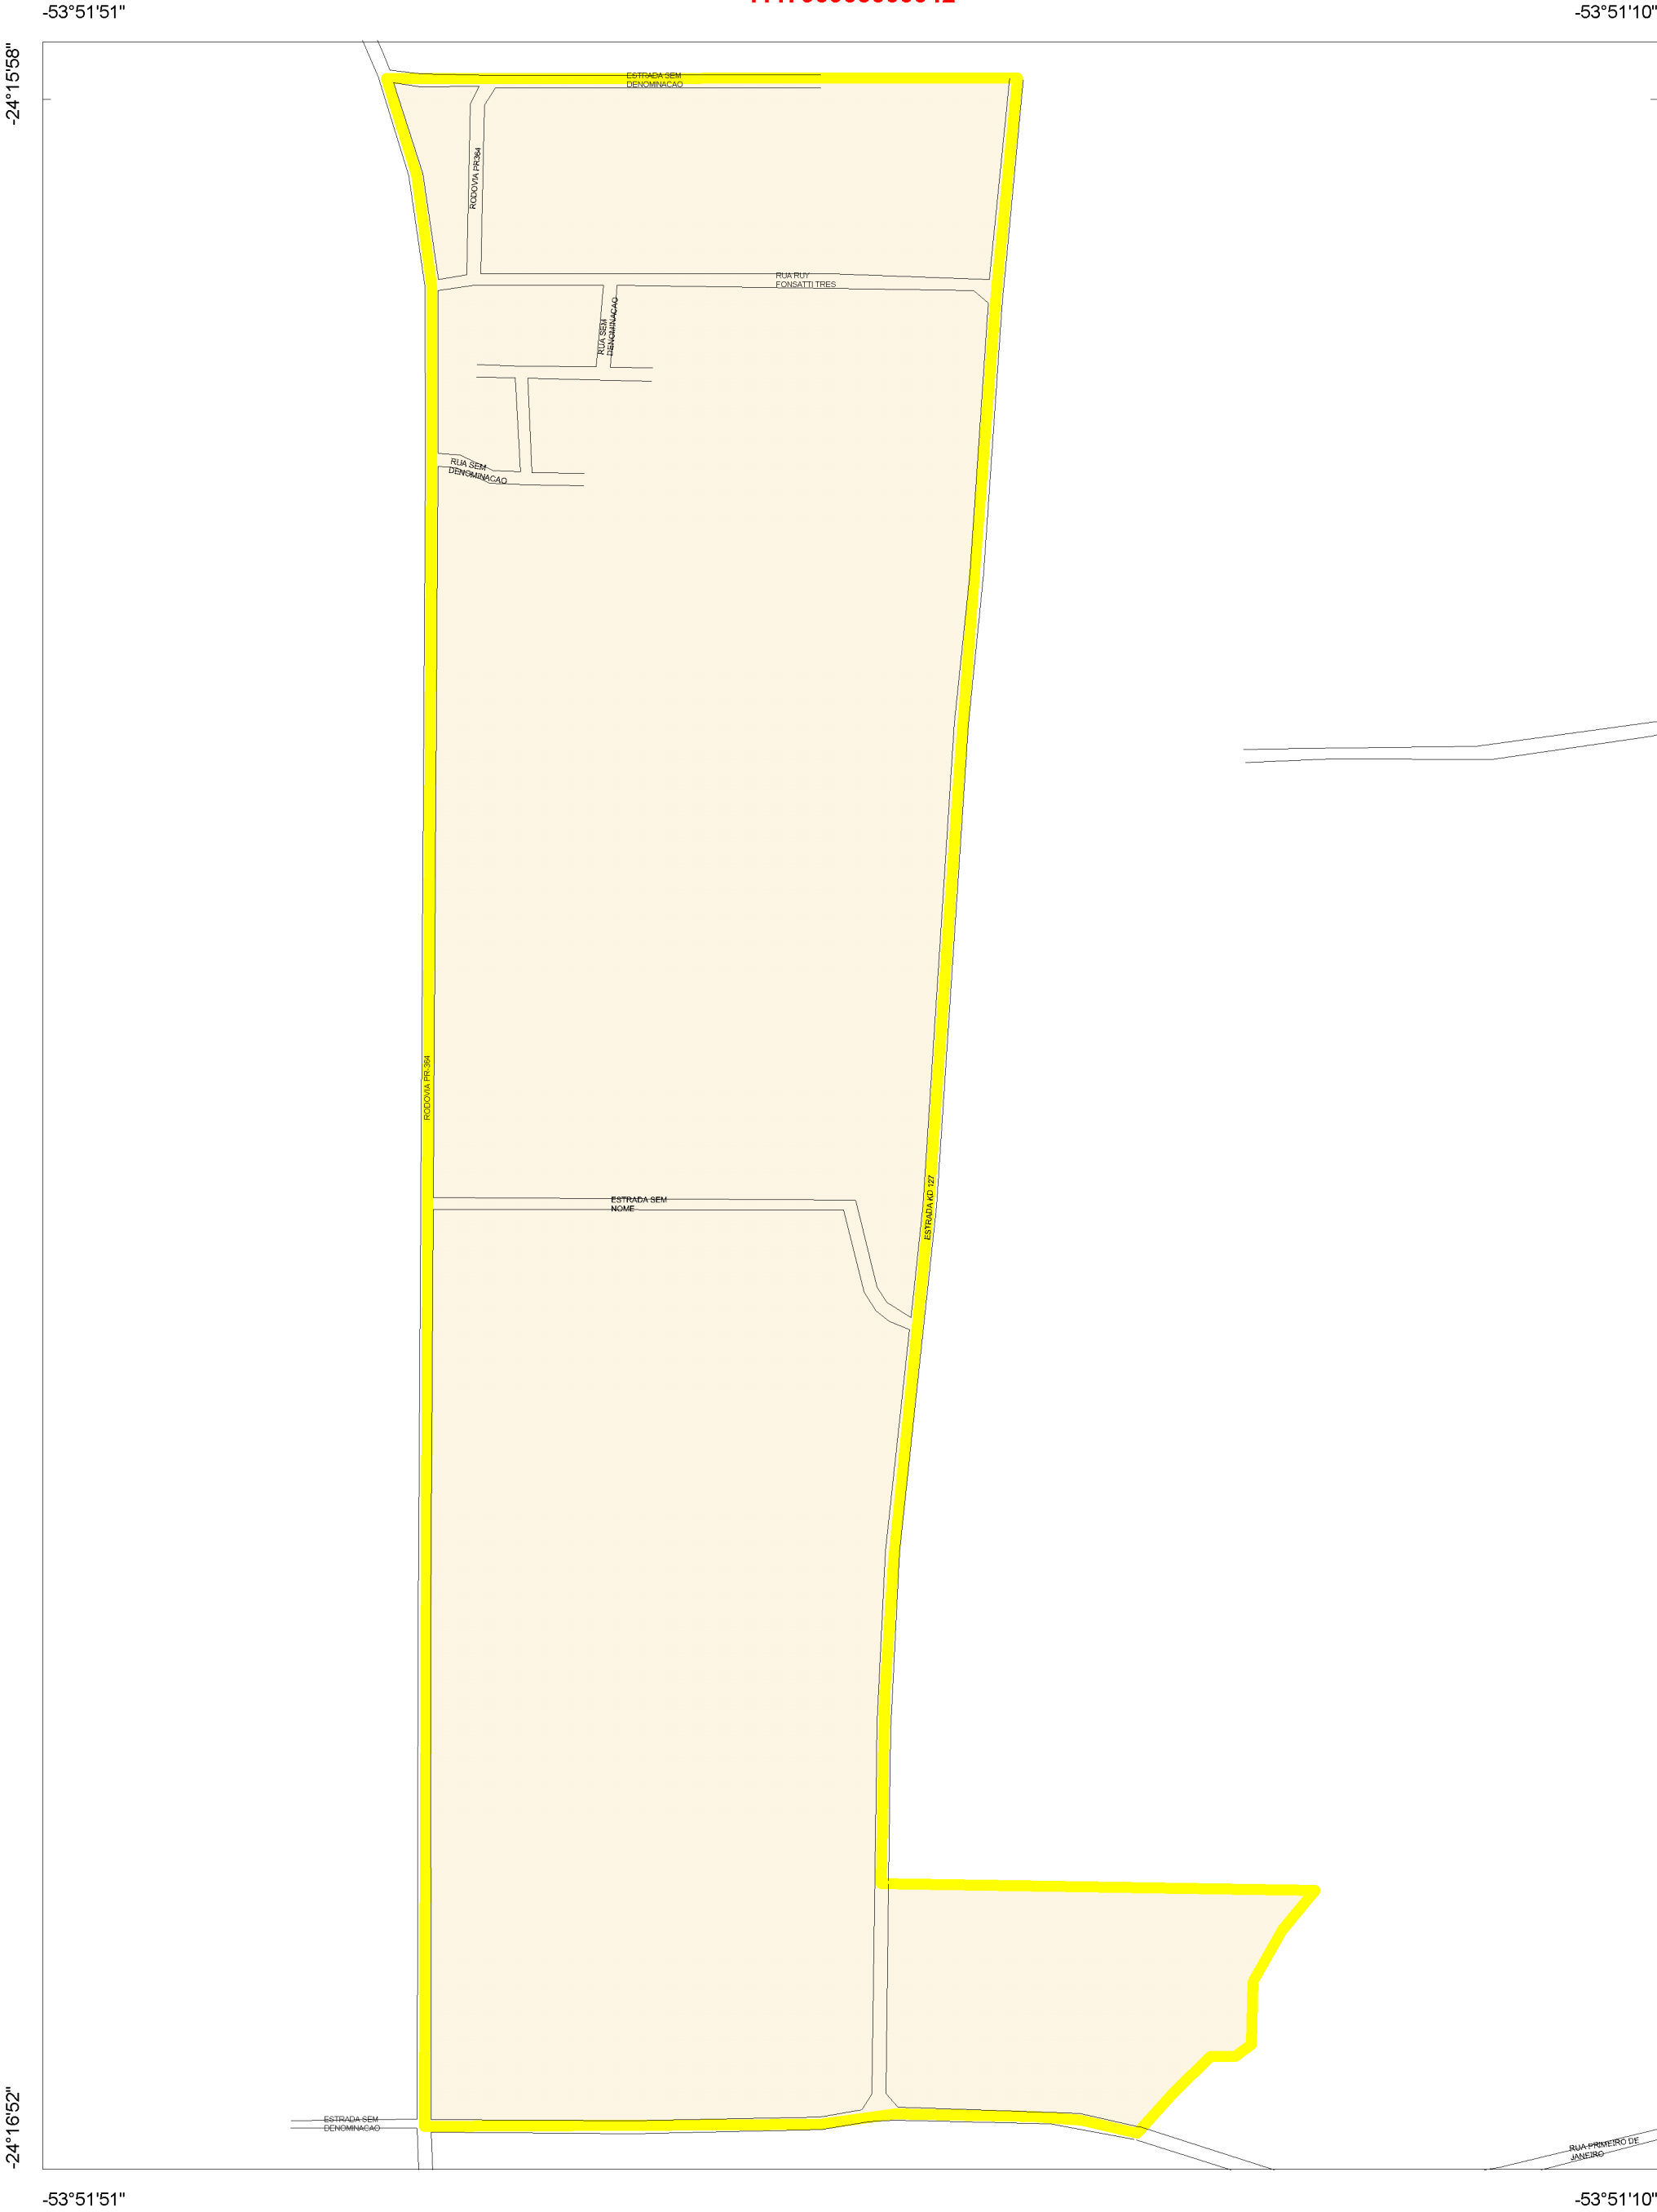 -53°51'51"
-53°51'10"
-24°15'58"
ESTRADA SEM
DENOMINACAO
RODOVIA PR364
RUA RUY
FONSATTI TRES
RUA SEM
DENOMINACAO
RUA SEM
DENOMINACAO
RODOVIA PR-364
ESTRADA SEM
NOME
ESTRADA KD 127
-24°16'52"
ESTRADA SEM
DENOMINACAO
RUA PRIMEIRO DE
JANEIRO
-53°51'51"
-53°51'10"